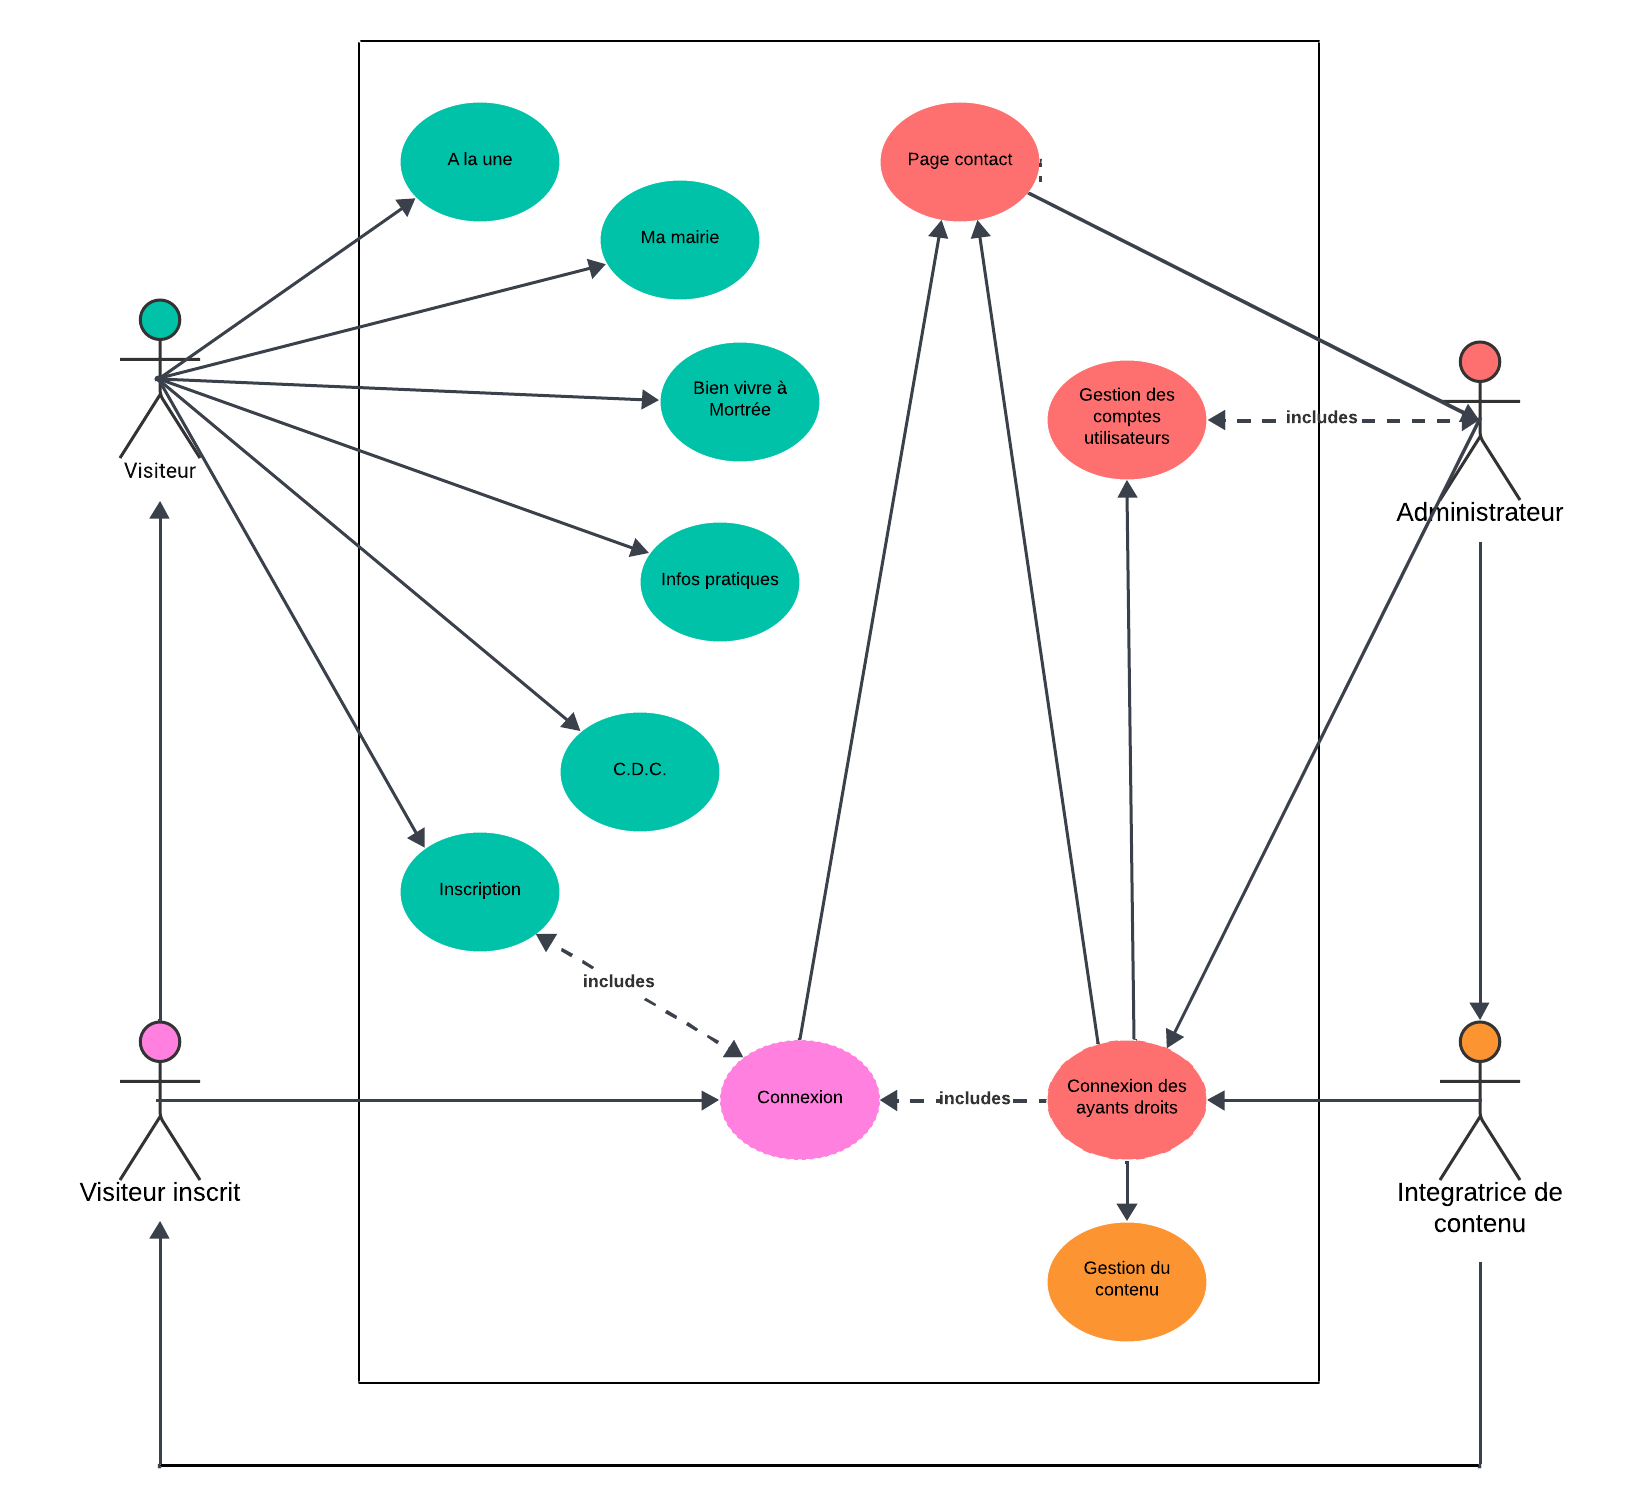 A la une
Page contact
Ma mairie
Bien vivre à
Mortrée
Gestion des
comptes
utilisateurs
includes
Visiteur
Administrateur
Infos pratiques
C.D.C.
Inscription
includes
Connexion
includes
Connexion des
ayants droits
Visiteur inscrit
Integratrice de
contenu
Gestion du
contenu